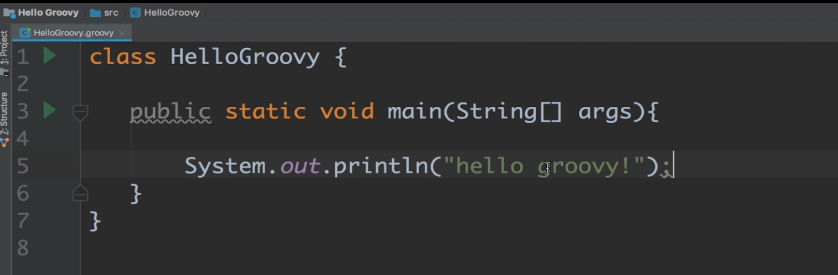 Hello Groovy src HelloGroovy
HelloGroovy.groovy
1: Project
Z: Structure
1 class HelloGroovy {
2
3 public static void main(String[] args){
4
5 System.out.println("hello groovy!");
6 }
7 }
8